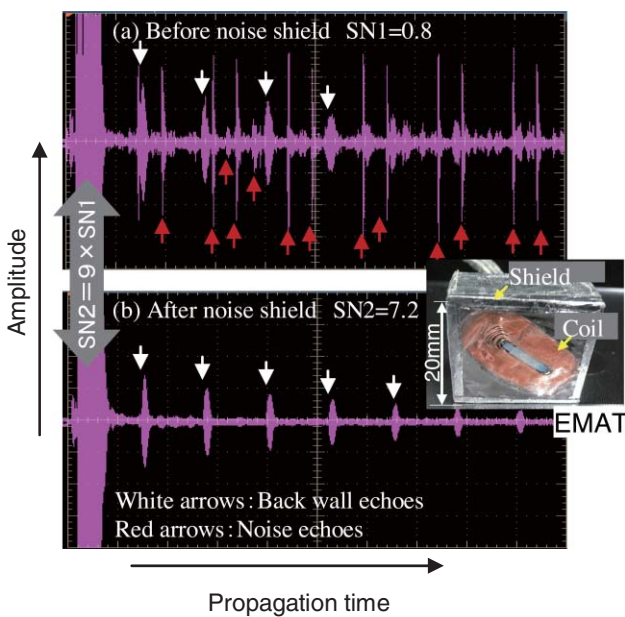 (a) Before noise shield SN1=0.8
Amplitude
SN2=9×SN1
(b) After noise shield SN2=7.2
Shield
Coil
20mm
EMAT
White arrows:Back wall echoes
Red arrows:Noise echoes
Propagation time